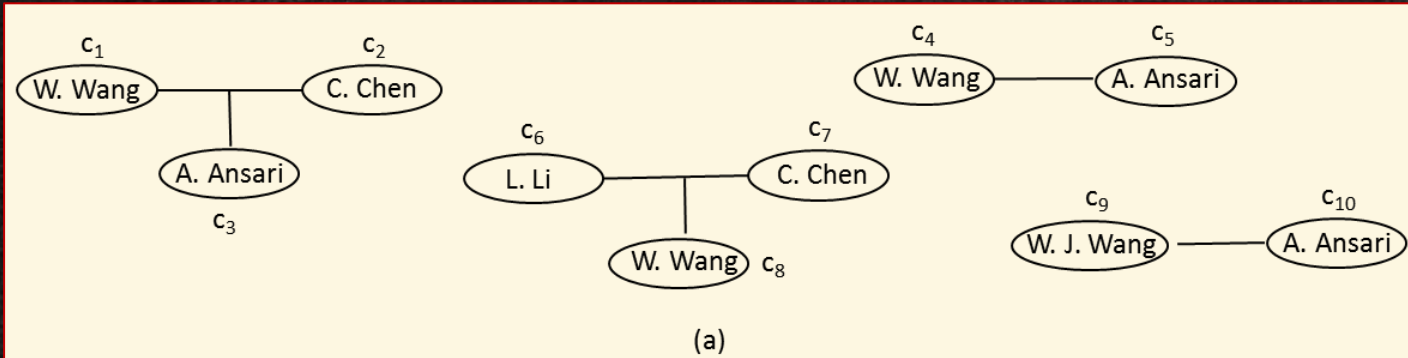 c₁ c₂
W. Wang C. Chen
A. Ansari
c₃
c₄ c₅
W. Wang A. Ansari
c₆ c₇
L. Li C. Chen
W. Wang c₈
c₉ c₁₀
W. J. Wang A. Ansari
(a)